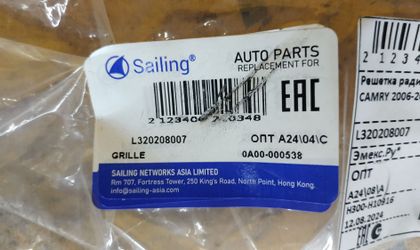 Sailing®
AUTO PARTS
REPLACEMENT FOR
EAC
L320208007
ОПТ A24\04\C
GRILLE
0A00-000538
SAILING NETWORKS ASIA LIMITED
Rm 707, Fortress Tower, 250 King's Road, North Point, Hong Kong.
info@sailing-asia.com
Решетка ради
CAMRY 2006-20
L320208007
Эмекс.Ру*
ОПТ
A24\08\A
H300-H10916
12.08.2024